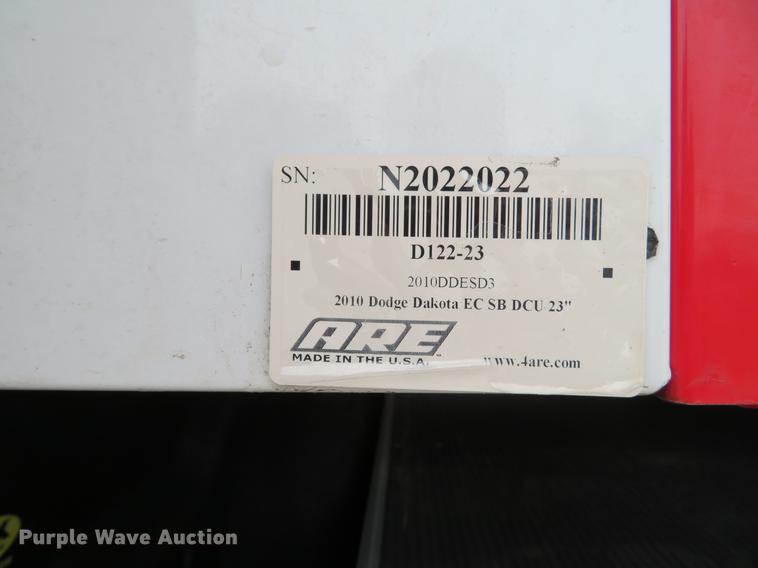 SN: N2022022
D122-23
2010DDESD3
2010 Dodge Dakota EC SB DCU 23"
ARE
MADE IN THE U.S.A. www.4are.com
Purple Wave Auction